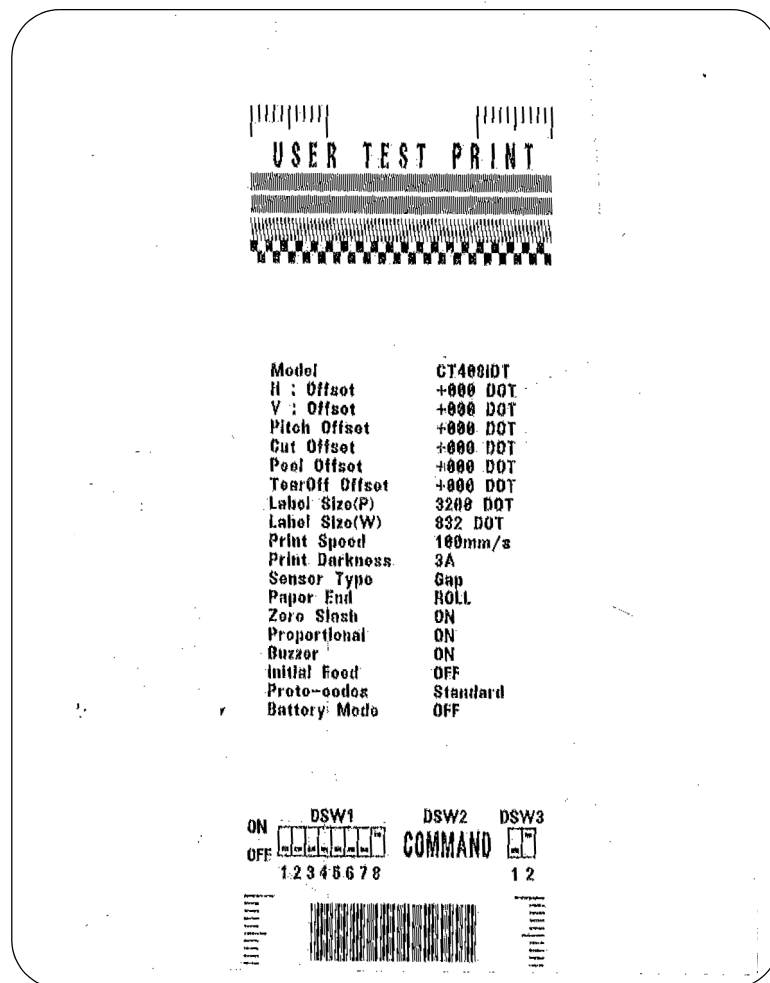 USER TEST PRINT
Model CT408iDT
H : Offset +000 DOT
V : Offset +000 DOT
Pitch Offset +000 DOT
Cut Offset +000 DOT
Peel Offset +000 DOT
TearOff Offset +000 DOT
Label Size(P) 3200 DOT
Label Size(W) 832 DOT
Print Speed 100mm/s
Print Darkness 3A
Sensor Type Gap
Paper End ROLL
Zero Slash ON
Proportional ON
Buzzer ON
Initial Feed OFF
Proto-codes Standard
Battery Mode OFF
DSW1 DSW2 DSW3
ON
COMMAND
OFF
1 2 3 4 5 6 7 8 1 2